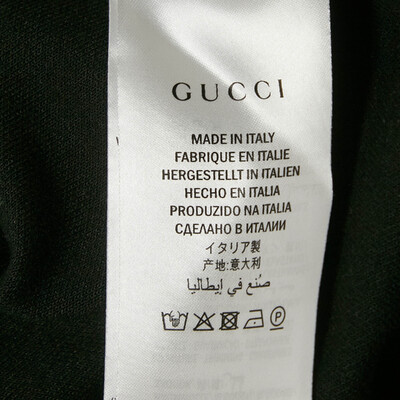 GUCCI
MADE IN ITALY
FABRIQUE EN ITALIE
HERGESTELLT IN ITALIEN
HECHO EN ITALIA
PRODUZIDO NA ITALIA
СДЕЛАНО В ИТАЛИИ
イタリア製
产地:意大利
صُنع في إيطاليا
P